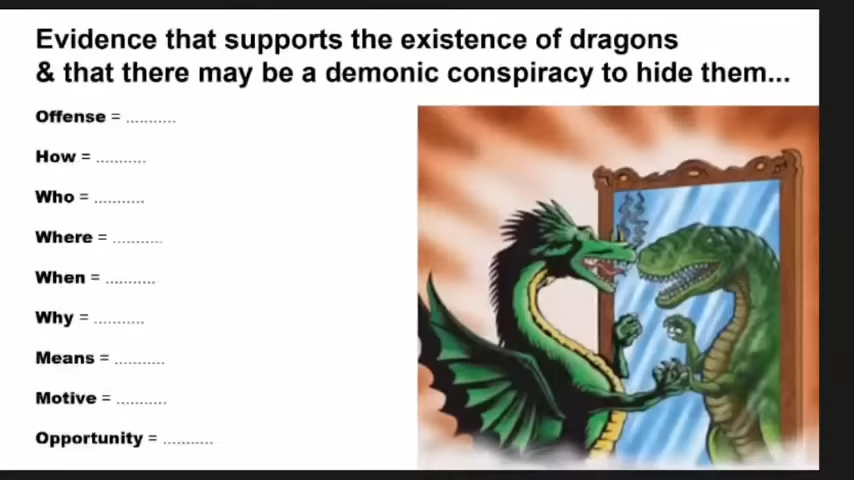 Evidence that supports the existence of dragons
& that there may be a demonic conspiracy to hide them...
Offense = ..........
How = ..........
Who = ..........
Where = ..........
When = ..........
Why = ..........
Means = ..........
Motive = ..........
Opportunity = ..........